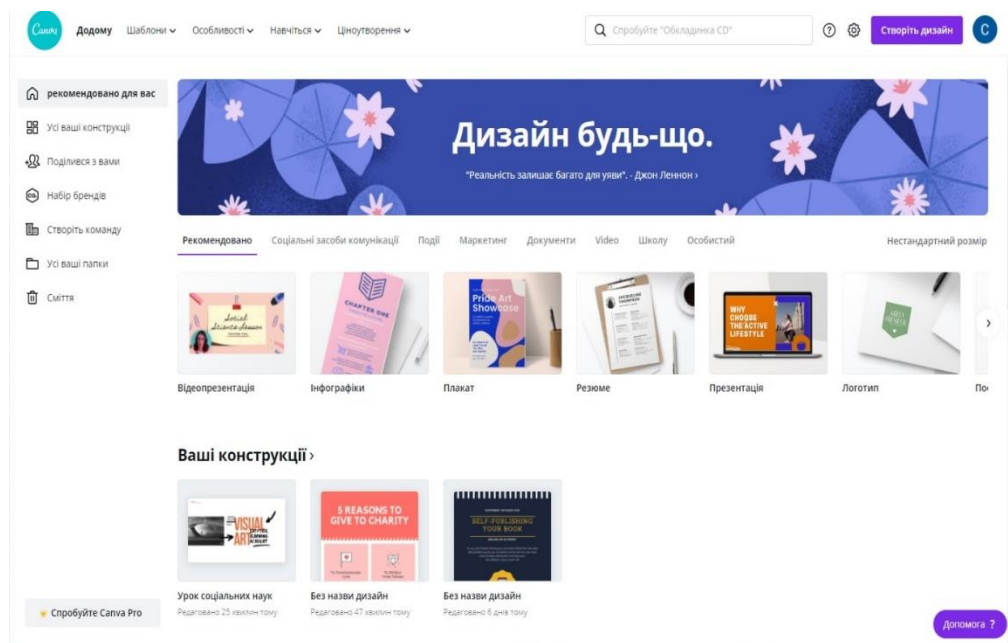 Canva
Додому
Шаблони
Особливості
Навчіться
Ціноутворення
Спробуйте "Обкладинка CD"
Створіть дизайн
C
рекомендовано для вас
Усі ваші конструкції
Поділився з вами
Набір брендів
Створіть команду
Усі ваші папки
Сміття
Дизайн будь-що.
"Реальність залишає багато для уяви". - Джон Леннон ›
Рекомендовано
Соціальні засоби комунікації
Події
Маркетинг
Документи
Video
Школу
Особистий
Нестандартний розмір
Social
Science Lesson
CHAPTER ONE
Pride Art
Showcase
WHY
CHOOSE
THE ACTIVE
LIFESTYLE
Відеопрезентація
Інфографіки
Плакат
Резюме
Презентація
Логотип
Ваші конструкції ›
VISUAL
ART
5 REASONS TO
GIVE TO CHARITY
SELF-PUBLISHING
YOUR BOOK
Урок соціальних наук
Редаговано 25 хвилин тому
Без назви дизайн
Редаговано 47 хвилин тому
Без назви дизайн
Редаговано 6 днів тому
Спробуйте Canva Pro
Допомога ?